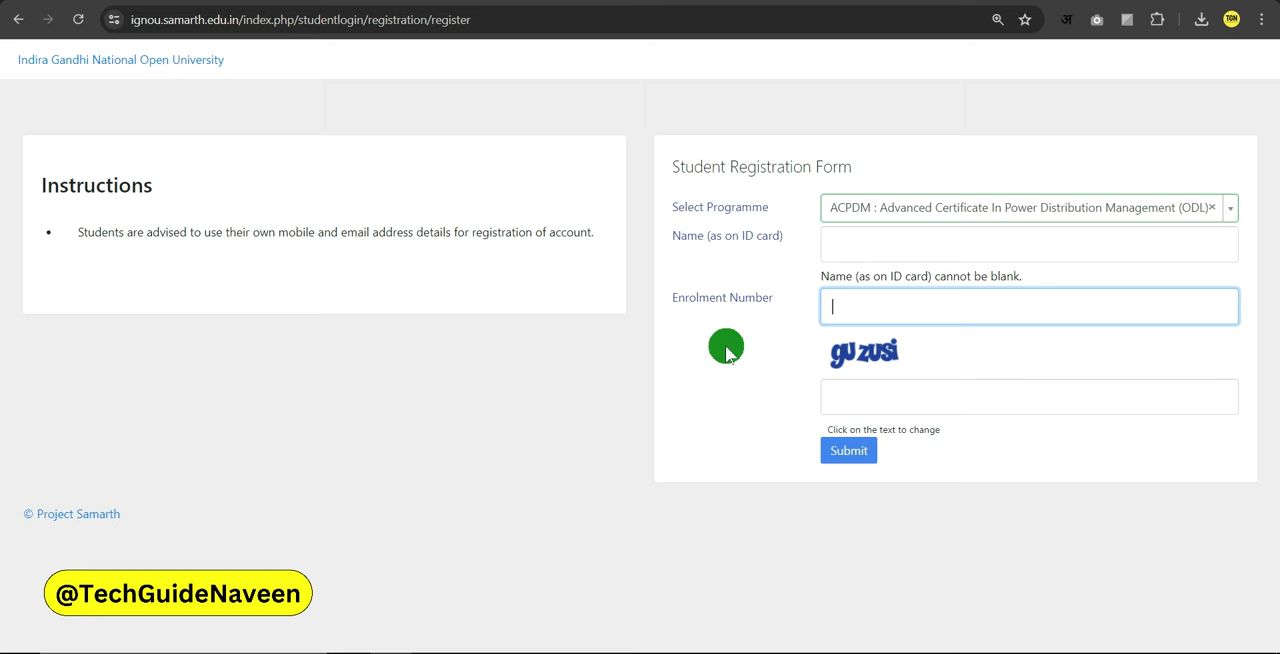 ignou.samarth.edu.in/index.php/studentlogin/registration/register
अ
TGN
Indira Gandhi National Open University
Instructions
• Students are advised to use their own mobile and email address details for registration of account.
Student Registration Form
Select Programme
ACPDM : Advanced Certificate In Power Distribution Management (ODL)×
Name (as on ID card)
Name (as on ID card) cannot be blank.
Enrolment Number
gu zusi
Click on the text to change
Submit
© Project Samarth
@TechGuideNaveen